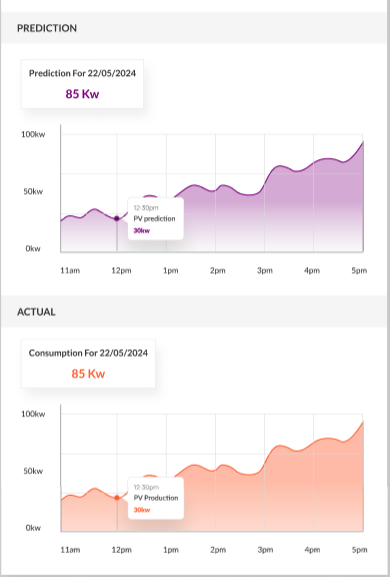 PREDICTION
Prediction For 22/05/2024
85 Kw
100kw
50kw
0kw
12:30pm
PV prediction
30kw
11am 12pm 1pm 2pm 3pm 4pm 5pm
ACTUAL
Consumption For 22/05/2024
85 Kw
100kw
50kw
0kw
12:30pm
PV Production
30kw
11am 12pm 1pm 2pm 3pm 4pm 5pm